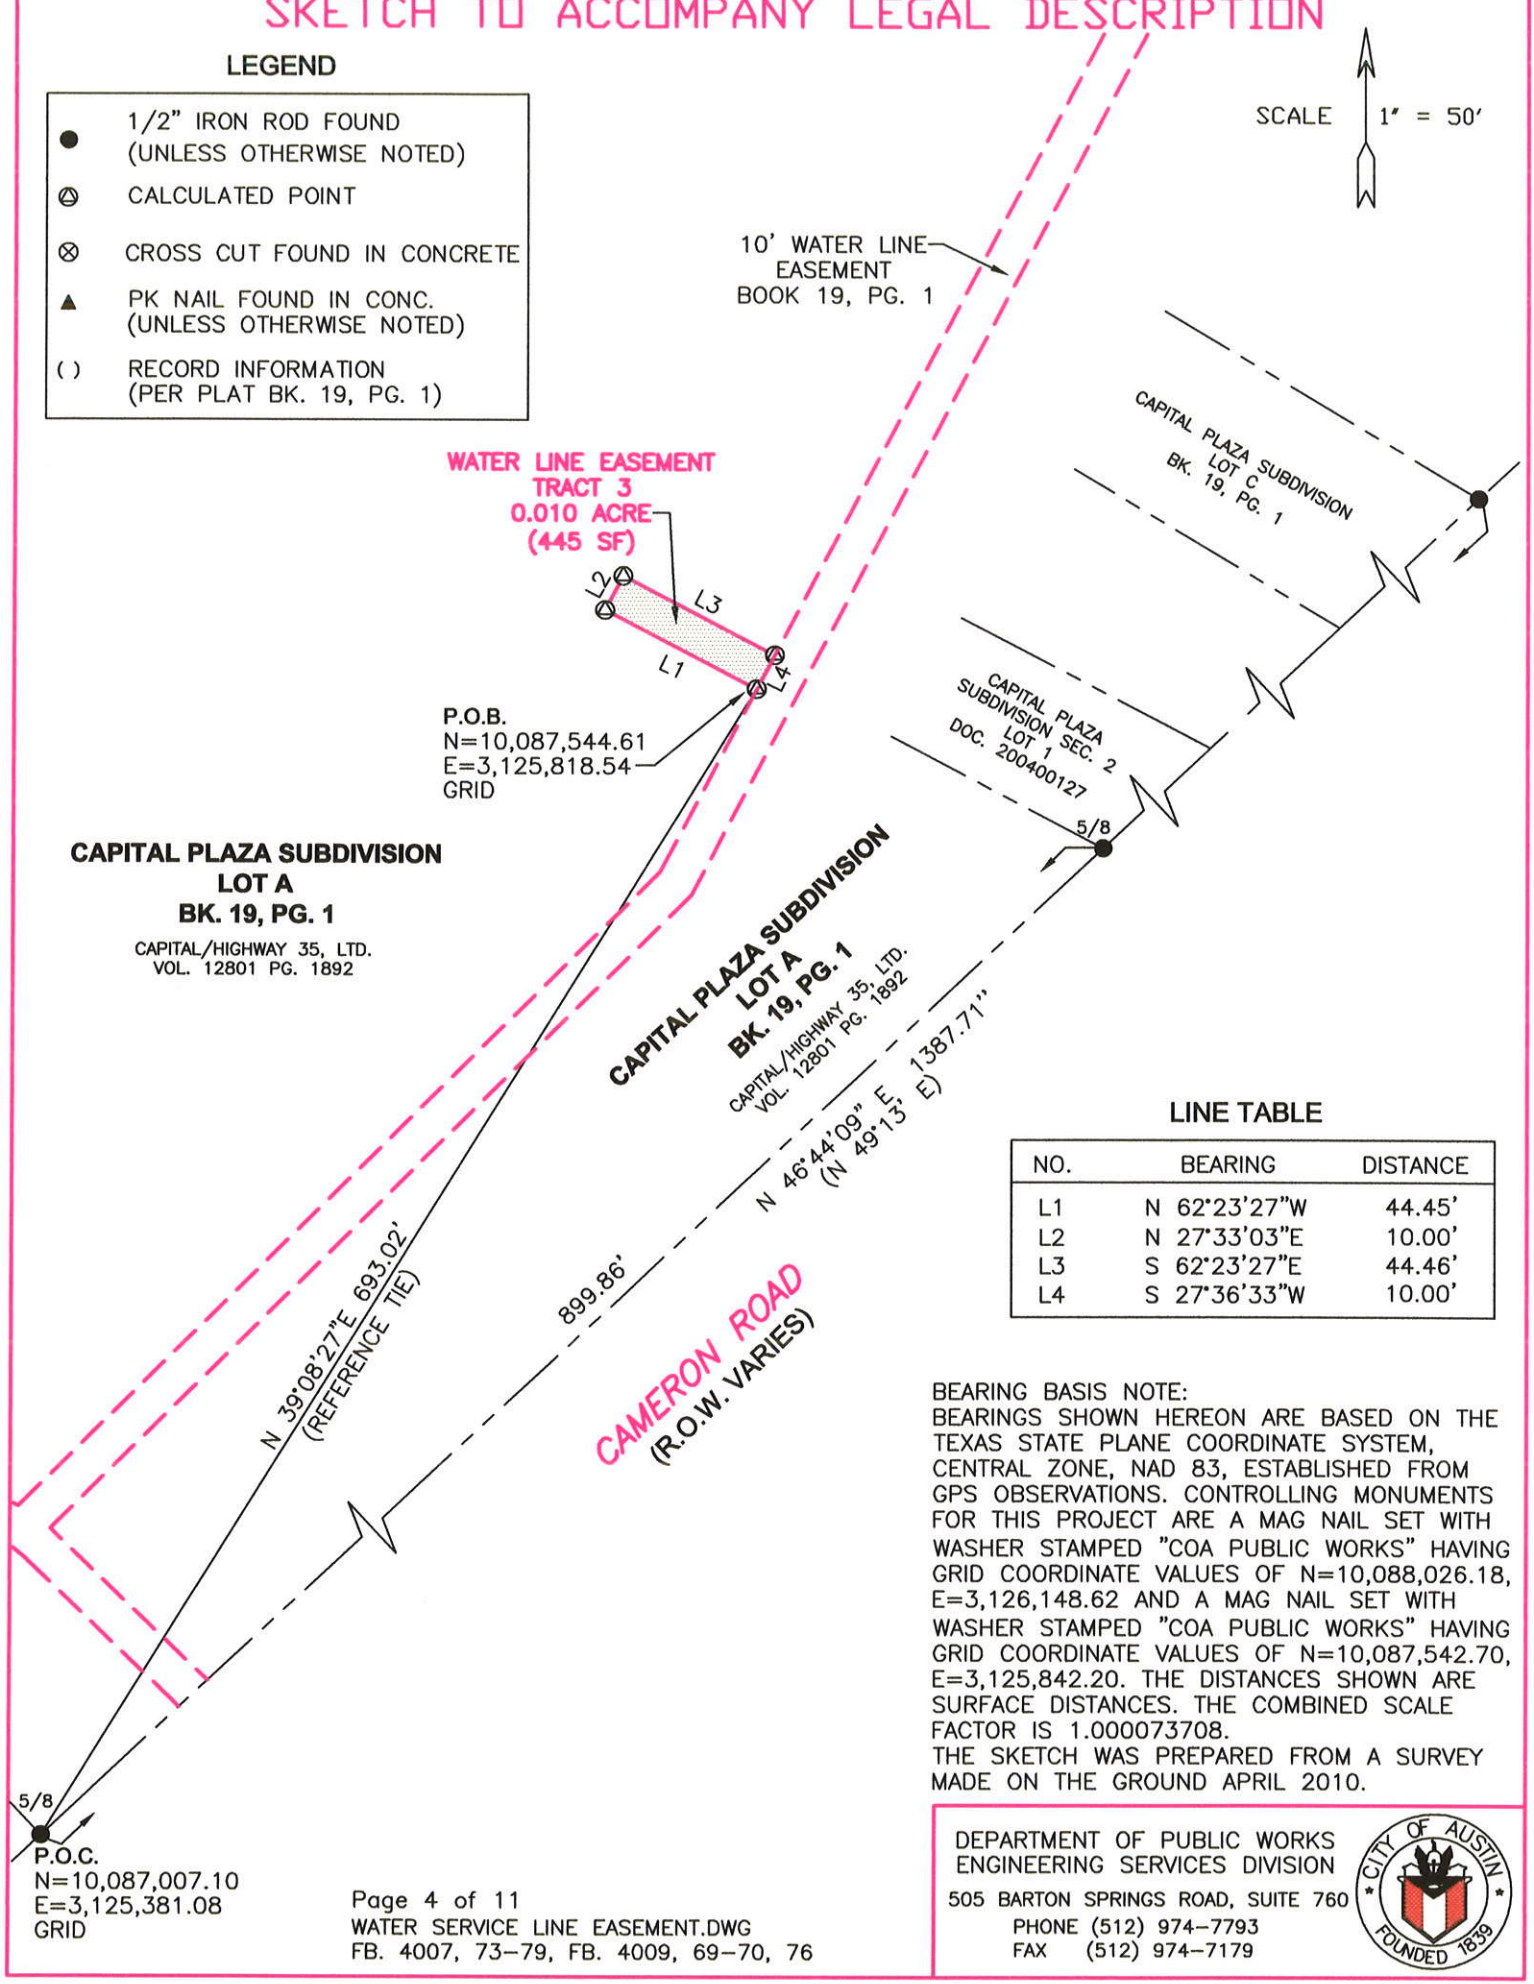 SKETCH TO ACCOMPANY LEGAL DESCRIPTION
LEGEND
1/2" IRON ROD FOUND
(UNLESS OTHERWISE NOTED)
CALCULATED POINT
CROSS CUT FOUND IN CONCRETE
PK NAIL FOUND IN CONC.
(UNLESS OTHERWISE NOTED)
( ) RECORD INFORMATION
(PER PLAT BK. 19, PG. 1)
SCALE 1" = 50'
10' WATER LINE
EASEMENT
BOOK 19, PG. 1
CAPITAL PLAZA SUBDIVISION
LOT C
BK. 19, PG. 1
WATER LINE EASEMENT
TRACT 3
0.010 ACRE
(445 SF)
L2
L3
L1
L4
P.O.B.
N=10,087,544.61
E=3,125,818.54
GRID
CAPITAL PLAZA
SUBDIVISION SEC. 2
LOT 1
DOC. 200400127
5/8
CAPITAL PLAZA SUBDIVISION
LOT A
BK. 19, PG. 1
CAPITAL/HIGHWAY 35, LTD.
VOL. 12801 PG. 1892
CAPITAL PLAZA SUBDIVISION
LOT A
BK. 19, PG. 1
CAPITAL/HIGHWAY 35, LTD.
VOL. 12801 PG. 1892
N 46°44'09" E, 1387.71''
(N 49°13' E)
899.86'
N 39°08'27"E 693.02'
(REFERENCE TIE)
CAMERON ROAD
(R.O.W. VARIES)
LINE TABLE
NO. BEARING DISTANCE
L1 N 62°23'27"W 44.45'
L2 N 27°33'03"E 10.00'
L3 S 62°23'27"E 44.46'
L4 S 27°36'33"W 10.00'
BEARING BASIS NOTE:
BEARINGS SHOWN HEREON ARE BASED ON THE
TEXAS STATE PLANE COORDINATE SYSTEM,
CENTRAL ZONE, NAD 83, ESTABLISHED FROM
GPS OBSERVATIONS. CONTROLLING MONUMENTS
FOR THIS PROJECT ARE A MAG NAIL SET WITH
WASHER STAMPED "COA PUBLIC WORKS" HAVING
GRID COORDINATE VALUES OF N=10,088,026.18,
E=3,126,148.62 AND A MAG NAIL SET WITH
WASHER STAMPED "COA PUBLIC WORKS" HAVING
GRID COORDINATE VALUES OF N=10,087,542.70,
E=3,125,842.20. THE DISTANCES SHOWN ARE
SURFACE DISTANCES. THE COMBINED SCALE
FACTOR IS 1.000073708.
THE SKETCH WAS PREPARED FROM A SURVEY
MADE ON THE GROUND APRIL 2010.
5/8
P.O.C.
N=10,087,007.10
E=3,125,381.08
GRID
Page 4 of 11
WATER SERVICE LINE EASEMENT.DWG
FB. 4007, 73-79, FB. 4009, 69-70, 76
DEPARTMENT OF PUBLIC WORKS
ENGINEERING SERVICES DIVISION
505 BARTON SPRINGS ROAD, SUITE 760
PHONE (512) 974-7793
FAX (512) 974-7179
CITY OF AUSTIN
FOUNDED 1839